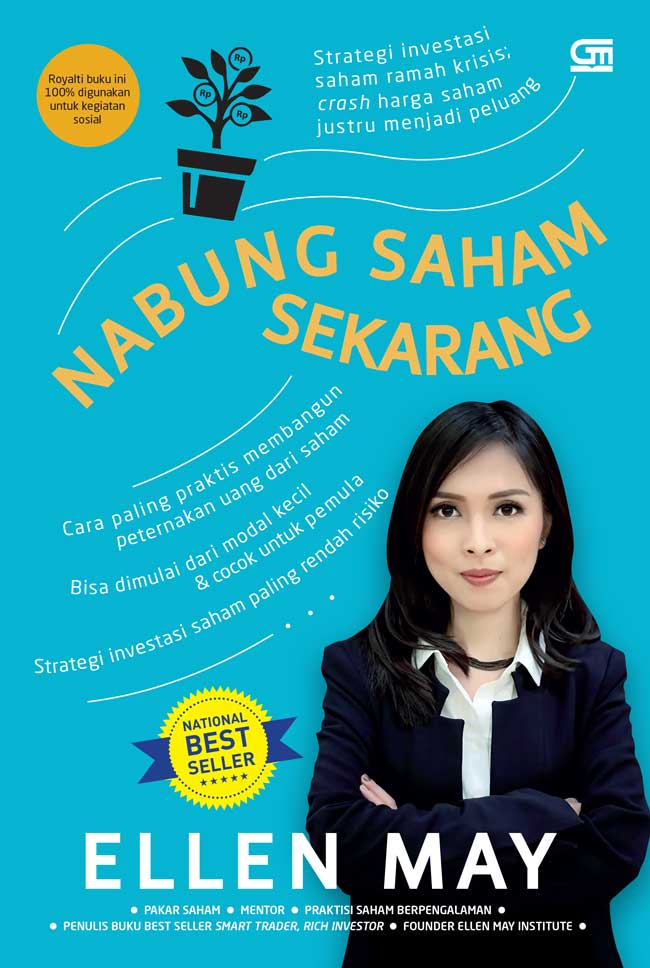 Royalti buku ini
100% digunakan
untuk kegiatan
sosial
Rp
Rp
Rp
Strategi investasi
saham ramah krisis;
crash harga saham
justru menjadi peluang
GM
NABUNG SAHAM
SEKARANG
Cara paling praktis membangun
peternakan uang dari saham
Bisa dimulai dari modal kecil
& cocok untuk pemula
Strategi investasi saham paling rendah risiko
. . .
NATIONAL
BEST
SELLER
ELLEN MAY
● PAKAR SAHAM ● MENTOR ● PRAKTISI SAHAM BERPENGALAMAN ●
● PENULIS BUKU BEST SELLER SMART TRADER, RICH INVESTOR ● FOUNDER ELLEN MAY INSTITUTE ●